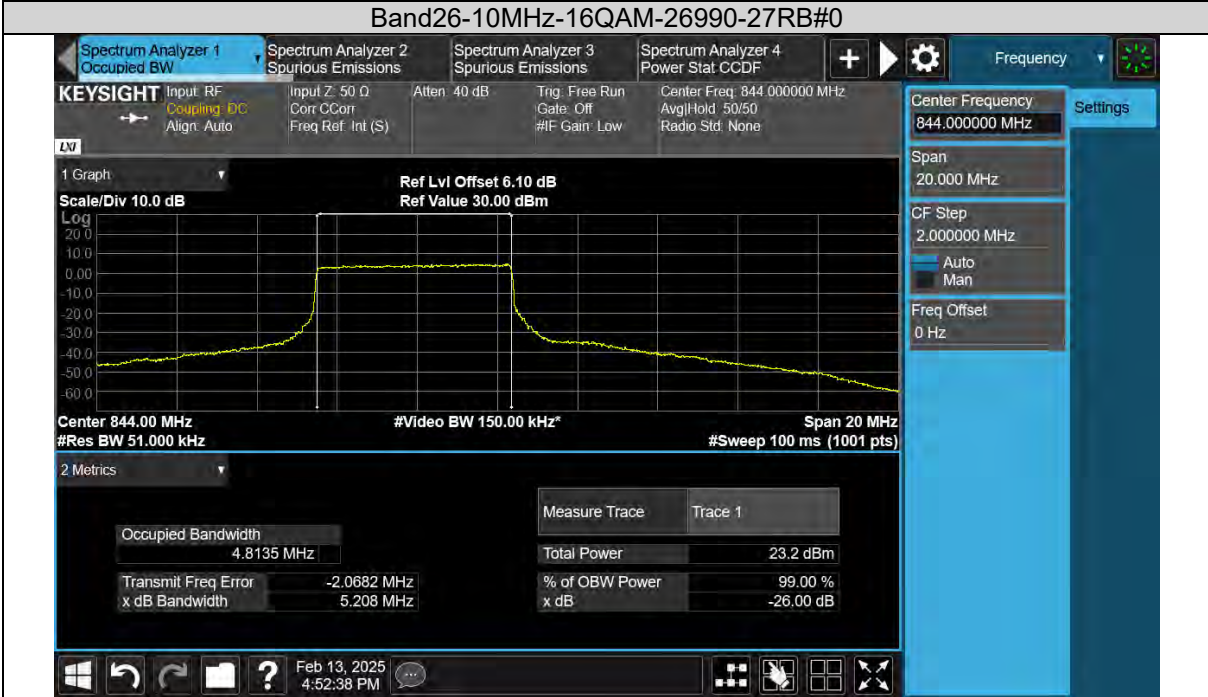 Band26-10MHz-16QAM-26990-27RB#0
Spectrum Analyzer 1
Occupied BW
Spectrum Analyzer 2
Spurious Emissions
Spectrum Analyzer 3
Spurious Emissions
Spectrum Analyzer 4
Power Stat CCDF
+
Frequency
KEYSIGHT
Input: RF
Coupling: DC
Align: Auto
Input Z: 50 Ω
Corr CCorr
Freq Ref: Int (S)
Atten: 40 dB
Trig: Free Run
Gate: Off
#IF Gain: Low
Center Freq: 844.000000 MHz
Avg|Hold: 50/50
Radio Std: None
LXI
Center Frequency
844.000000 MHz
Settings
Span
20.000 MHz
CF Step
2.000000 MHz
Auto
Man
Freq Offset
0 Hz
1 Graph
Scale/Div 10.0 dB
Ref Lvl Offset 6.10 dB
Ref Value 30.00 dBm
Log
20.0
10.0
0.00
-10.0
-20.0
-30.0
-40.0
-50.0
-60.0
Center 844.00 MHz
#Video BW 150.00 kHz*
Span 20 MHz
#Res BW 51.000 kHz
#Sweep 100 ms (1001 pts)
2 Metrics
Measure Trace Trace 1
Occupied Bandwidth
4.8135 MHz
Total Power 23.2 dBm
Transmit Freq Error -2.0682 MHz
% of OBW Power 99.00 %
x dB Bandwidth 5.208 MHz
x dB -26.00 dB
?
Feb 13, 2025
4:52:38 PM